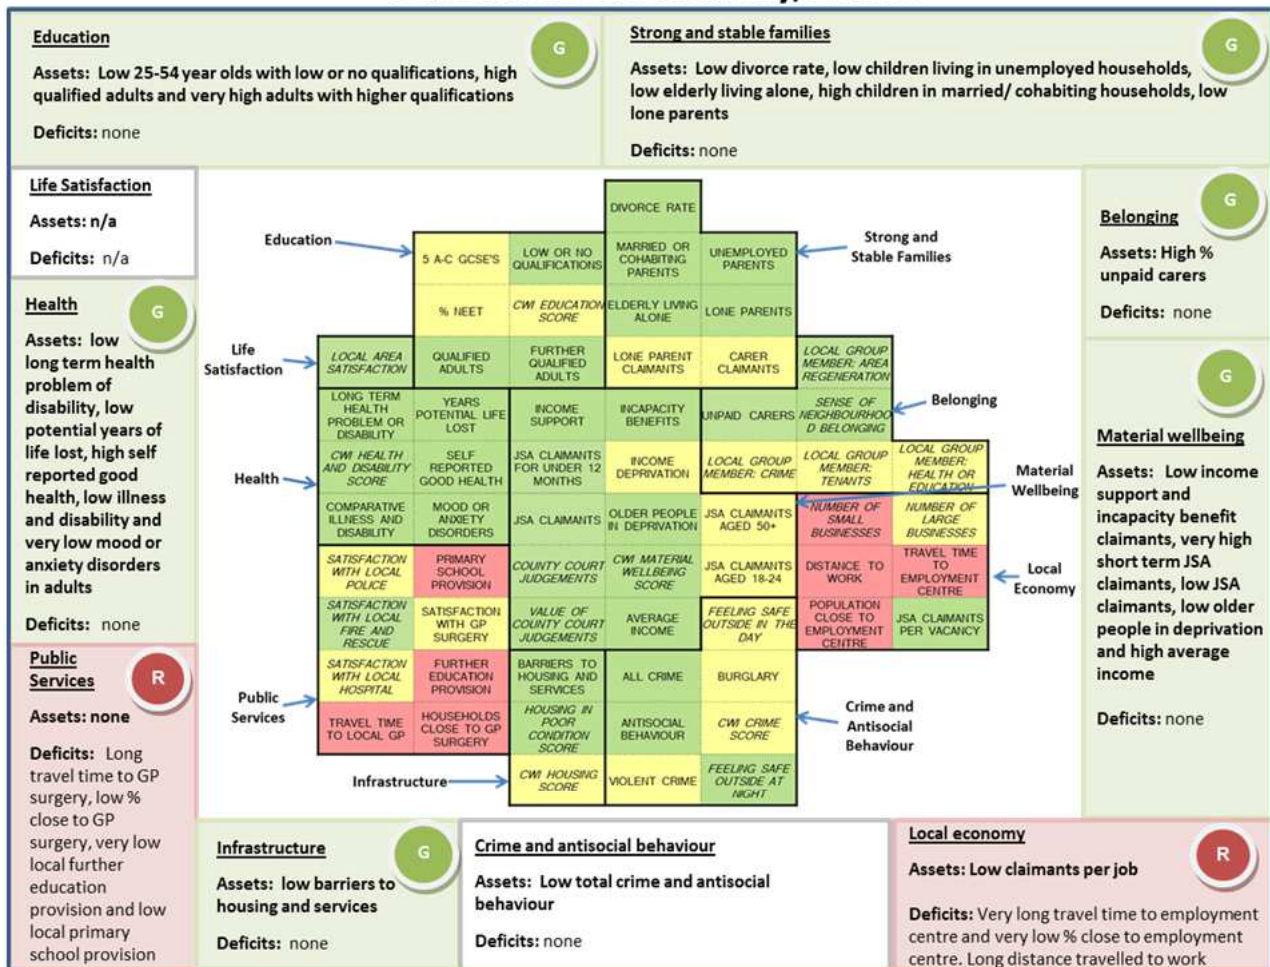 Education
G
Assets: Low 25-54 year olds with low or no qualifications, high
qualified adults and very high adults with higher qualifications
Deficits: none
Strong and stable families
G
Assets: Low divorce rate, low children living in unemployed households,
low elderly living alone, high children in married/ cohabiting households, low
lone parents
Deficits: none
Life Satisfaction
Assets: n/a
Deficits: n/a
Health
G
Assets: low
long term health
problem of
disability, low
potential years of
life lost, high self
reported good
health, low illness
and disability and
very low mood or
anxiety disorders
in adults
Deficits: none
Public
Services
R
Assets: none
Deficits: Long
travel time to GP
surgery, low %
close to GP
surgery, very low
local further
education
provision and low
local primary
school provision
Education
Life
Satisfaction
Health
Public
Services
Infrastructure
DIVORCE RATE
5 A-C GCSE'S
LOW OR NO
QUALIFICATIONS
MARRIED OR
COHABITING
PARENTS
UNEMPLOYED
PARENTS
% NEET
CWI EDUCATION
SCORE
ELDERLY LIVING
ALONE
LONE PARENTS
LOCAL AREA
SATISFACTION
QUALIFIED
ADULTS
FURTHER
QUALIFIED
ADULTS
LONE PARENT
CLAIMANTS
CARER
CLAIMANTS
LOCAL GROUP
MEMBER: AREA
REGENERATION
LONG TERM
HEALTH
PROBLEM OR
DISABILITY
YEARS
POTENTIAL LIFE
LOST
INCOME
SUPPORT
INCAPACITY
BENEFITS
UNPAID CARERS
SENSE OF
NEIGHBOURHOO
D BELONGING
CWI HEALTH
AND DISABILITY
SCORE
SELF
REPORTED
GOOD HEALTH
JSA CLAIMANTS
FOR UNDER 12
MONTHS
INCOME
DEPRIVATION
LOCAL GROUP
MEMBER: CRIME
LOCAL GROUP
MEMBER:
TENANTS
LOCAL GROUP
MEMBER:
HEALTH OR
EDUCATION
COMPARATIVE
ILLNESS AND
DISABILITY
MOOD OR
ANXIETY
DISORDERS
JSA CLAIMANTS
OLDER PEOPLE
IN DEPRIVATION
JSA CLAIMANTS
AGED 50+
NUMBER OF
SMALL
BUSINESSES
NUMBER OF
LARGE
BUSINESSES
SATISFACTION
WITH LOCAL
POLICE
PRIMARY
SCHOOL
PROVISION
COUNTY COURT
JUDGEMENTS
CWI MATERIAL
WELLBEING
SCORE
JSA CLAIMANTS
AGED 18-24
DISTANCE TO
WORK
TRAVEL TIME
TO
EMPLOYMENT
CENTRE
SATISFACTION
WITH LOCAL
FIRE AND
RESCUE
SATISFACTION
WITH GP
SURGERY
VALUE OF
COUNTY COURT
JUDGEMENTS
AVERAGE
INCOME
FEELING SAFE
OUTSIDE IN THE
DAY
POPULATION
CLOSE TO
EMPLOYMENT
CENTRE
JSA CLAIMANTS
PER VACANCY
SATISFACTION
WITH LOCAL
HOSPITAL
FURTHER
EDUCATION
PROVISION
BARRIERS TO
HOUSING AND
SERVICES
ALL CRIME
BURGLARY
TRAVEL TIME
TO LOCAL GP
HOUSEHOLDS
CLOSE TO GP
SURGERY
HOUSING IN
POOR
CONDITION
SCORE
ANTISOCIAL
BEHAVIOUR
CWI CRIME
SCORE
CWI HOUSING
SCORE
VIOLENT CRIME
FEELING SAFE
OUTSIDE AT
NIGHT
Strong and
Stable Families
Belonging
Material
Wellbeing
Local
Economy
Crime and
Antisocial
Behaviour
Belonging
G
Assets: High %
unpaid carers
Deficits: none
G
Material wellbeing
Assets: Low income
support and
incapacity benefit
claimants, very high
short term JSA
claimants, low JSA
claimants, low older
people in deprivation
and high average
income
Deficits: none
Infrastructure
G
Assets: low barriers to
housing and services
Deficits: none
Crime and antisocial behaviour
Assets: Low total crime and antisocial
behaviour
Deficits: none
Local economy
R
Assets: Low claimants per job
Deficits: Very long travel time to employment
centre and very low % close to employment
centre. Long distance travelled to work